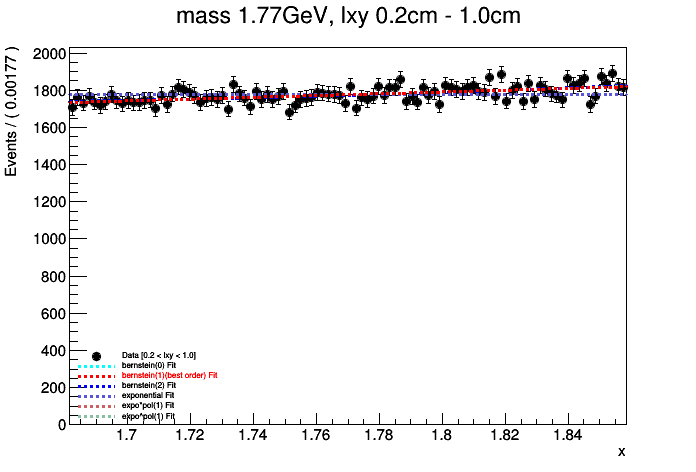 mass 1.77GeV, lxy 0.2cm - 1.0cm
Events / ( 0.00177 )
2000
1800
1600
1400
1200
1000
800
600
400
200
0
Data [0.2 < lxy < 1.0]
bernstein(0) Fit
bernstein(1)(best order) Fit
bernstein(2) Fit
exponential Fit
expo*pol(1) Fit
expo^pol(1) Fit
1.7 1.72 1.74 1.76 1.78 1.8 1.82 1.84
x